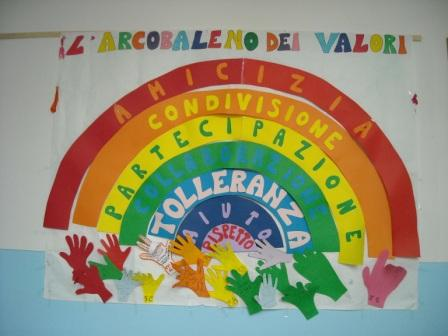 L'ARCOBALENO DEI VALORI
AMICIZIA
CONDIVISIONE
PARTECIPAZIONE
COLLABORAZIONE
TOLLERANZA
AIUTO
RISPETTO